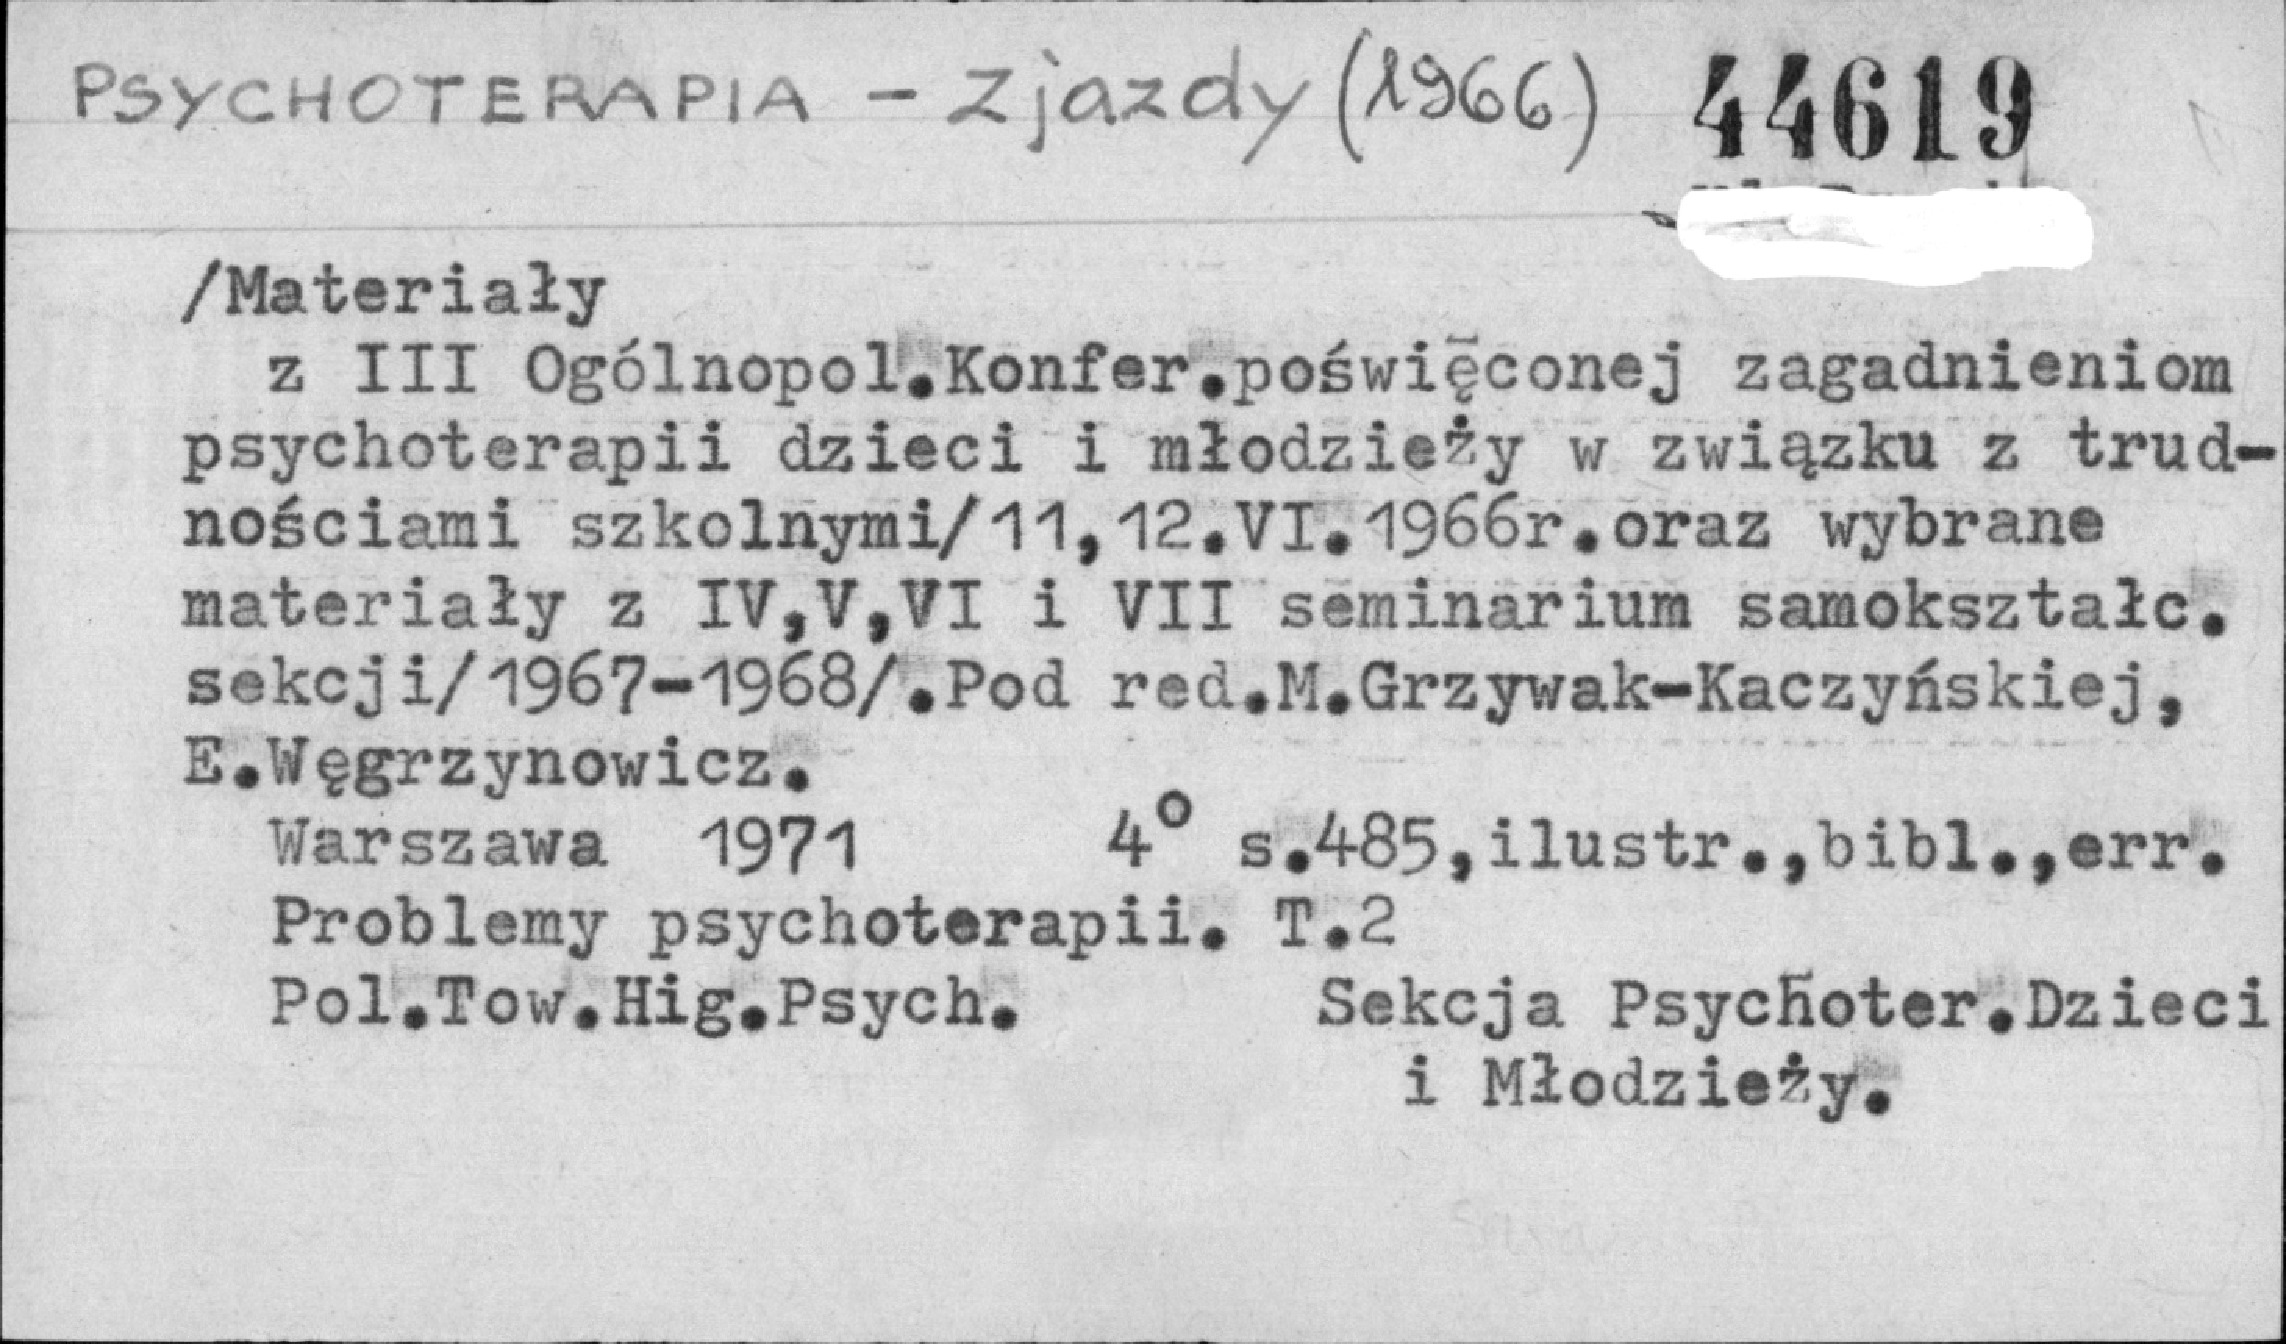 PSYCHOTERAPIA - Zjazdy (1966) 44619
/Materiały
z III Ogólnopol.Konfer.poświęconej zagadnieniom
psychoterapii dzieci i młodzieży w związku z trud-
nościami szkolnymi/11,12.VI.1966r.oraz wybrane
materiały z IV,V,VI i VII seminarium samokształc.
sekcji/1967-1968/.Pod red.M.Grzywak-Kaczyńskiej,
E.Węgrzynowicz.
Warszawa 1971 4° s.485,ilustr.,bibl.,err.
Problemy psychoterapii. T.2
Pol.Tow.Hig.Psych. Sekcja Psychoter.Dzieci
i Młodzieży.